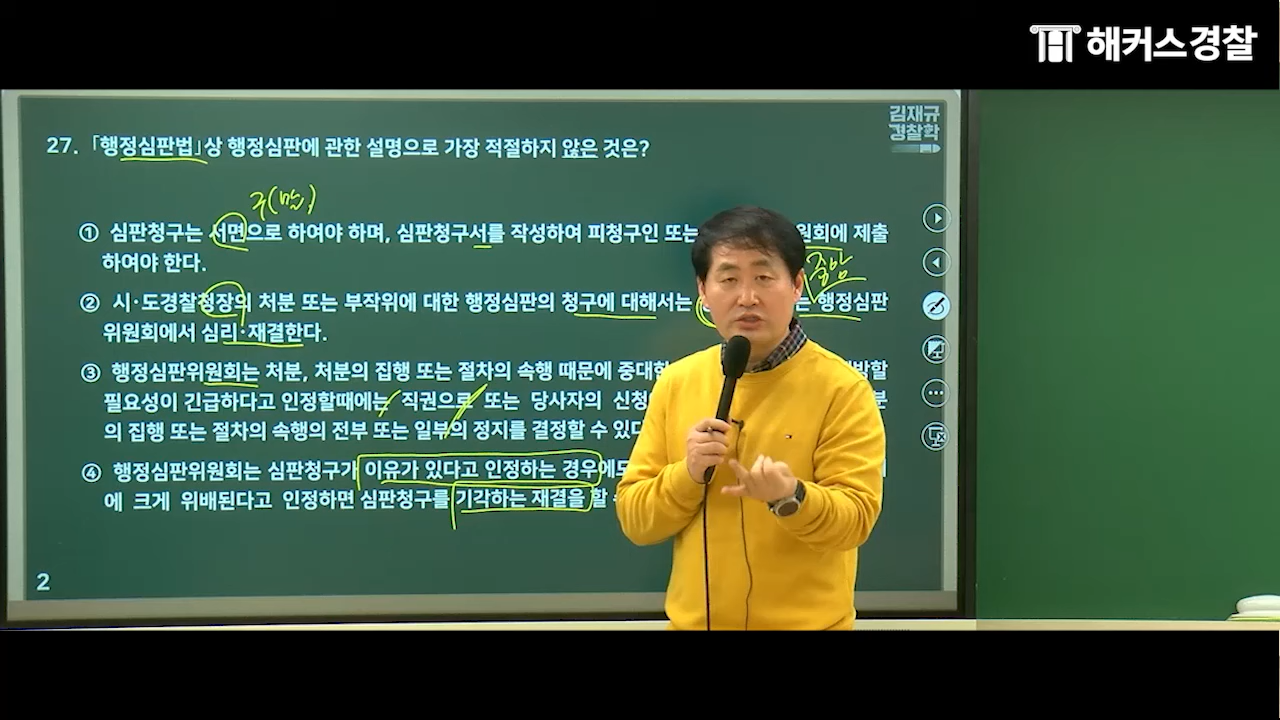 해커스경찰
김재규
경찰학
27. 「행정심판법」상 행정심판에 관한 설명으로 가장 적절하지 않은 것은?
구(말)
① 심판청구는 서면으로 하여야 하며, 심판청구서를 작성하여 피청구인 또는 원회에 제출
하여야 한다.
중앙
② 시·도경찰청장의 처분 또는 부작위에 대한 행정심판의 청구에 대해서는 는 행정심판
위원회에서 심리·재결한다.
③ 행정심판위원회는 처분, 처분의 집행 또는 절차의 속행 때문에
필요성이 긴급하다고 인정할때에는 직권으로 또는 당사자의
의 집행 또는 절차의 속행의 전부 또는 일부의 정지를 결정할 수
④ 행정심판위원회는 심판청구가 이유가 있다고 인정하는 경우에도
에 크게 위배된다고 인정하면 심판청구를 기각하는 재결을 할
2